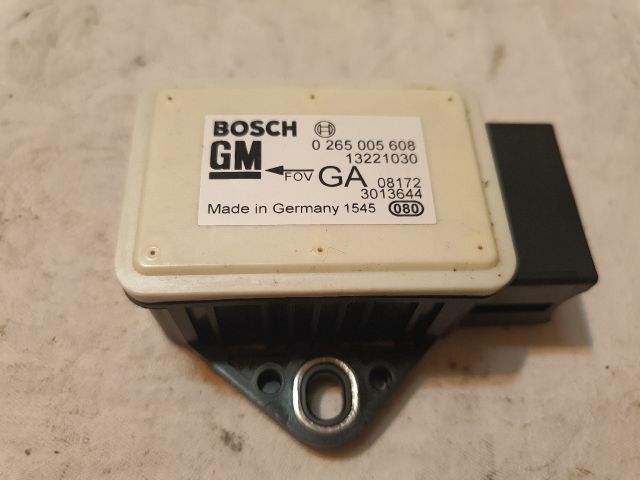 BOSCH
0 265 005 608
GM
13221030
FOV GA 08172
3013644
Made in Germany 1545 080